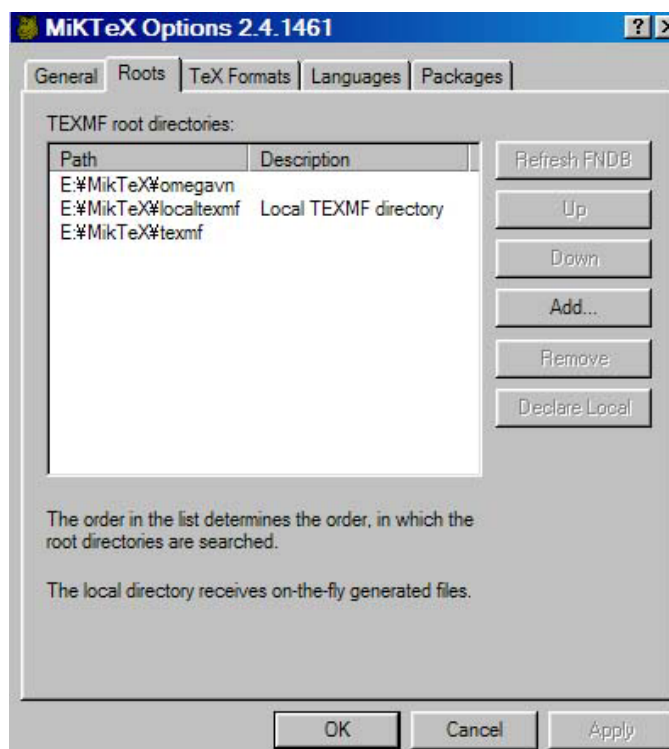 MiKTeX Options 2.4.1461
General Roots TeX Formats Languages Packages
TEXMF root directories:
Path Description
E:¥MikTeX¥omegavn
E:¥MikTeX¥localtexmf Local TEXMF directory
E:¥MikTeX¥texmf
Refresh FNDB
Up
Down
Add...
Remove
Declare Local
The order in the list determines the order, in which the
root directories are searched.
The local directory receives on-the-fly generated files.
OK Cancel Apply